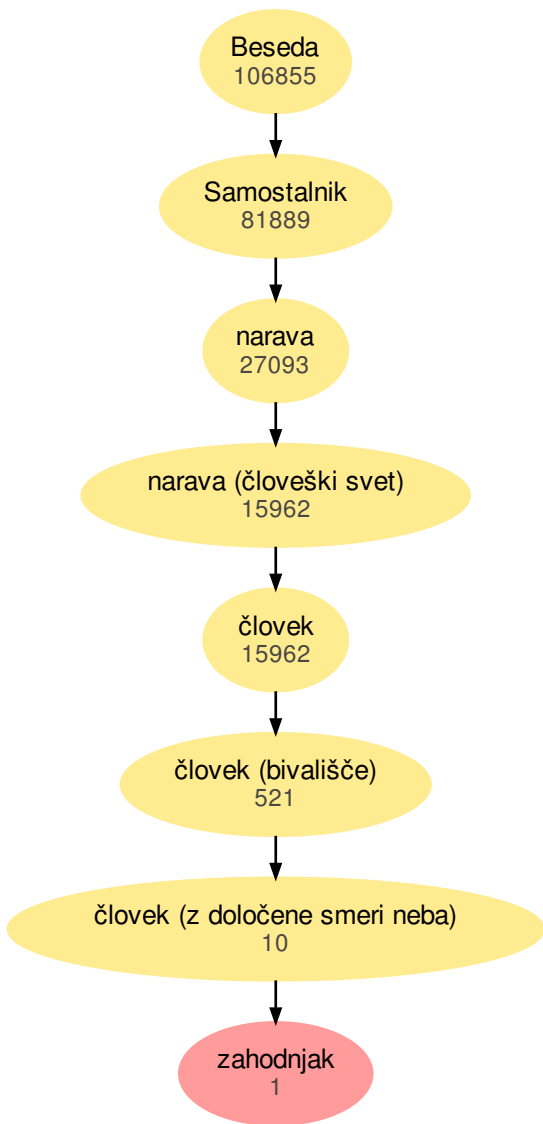 Beseda
106855
Samostalnik
81889
narava
27093
narava (človeški svet)
15962
človek
15962
človek (bivališče)
521
človek (z določene smeri neba)
10
zahodnjak
1